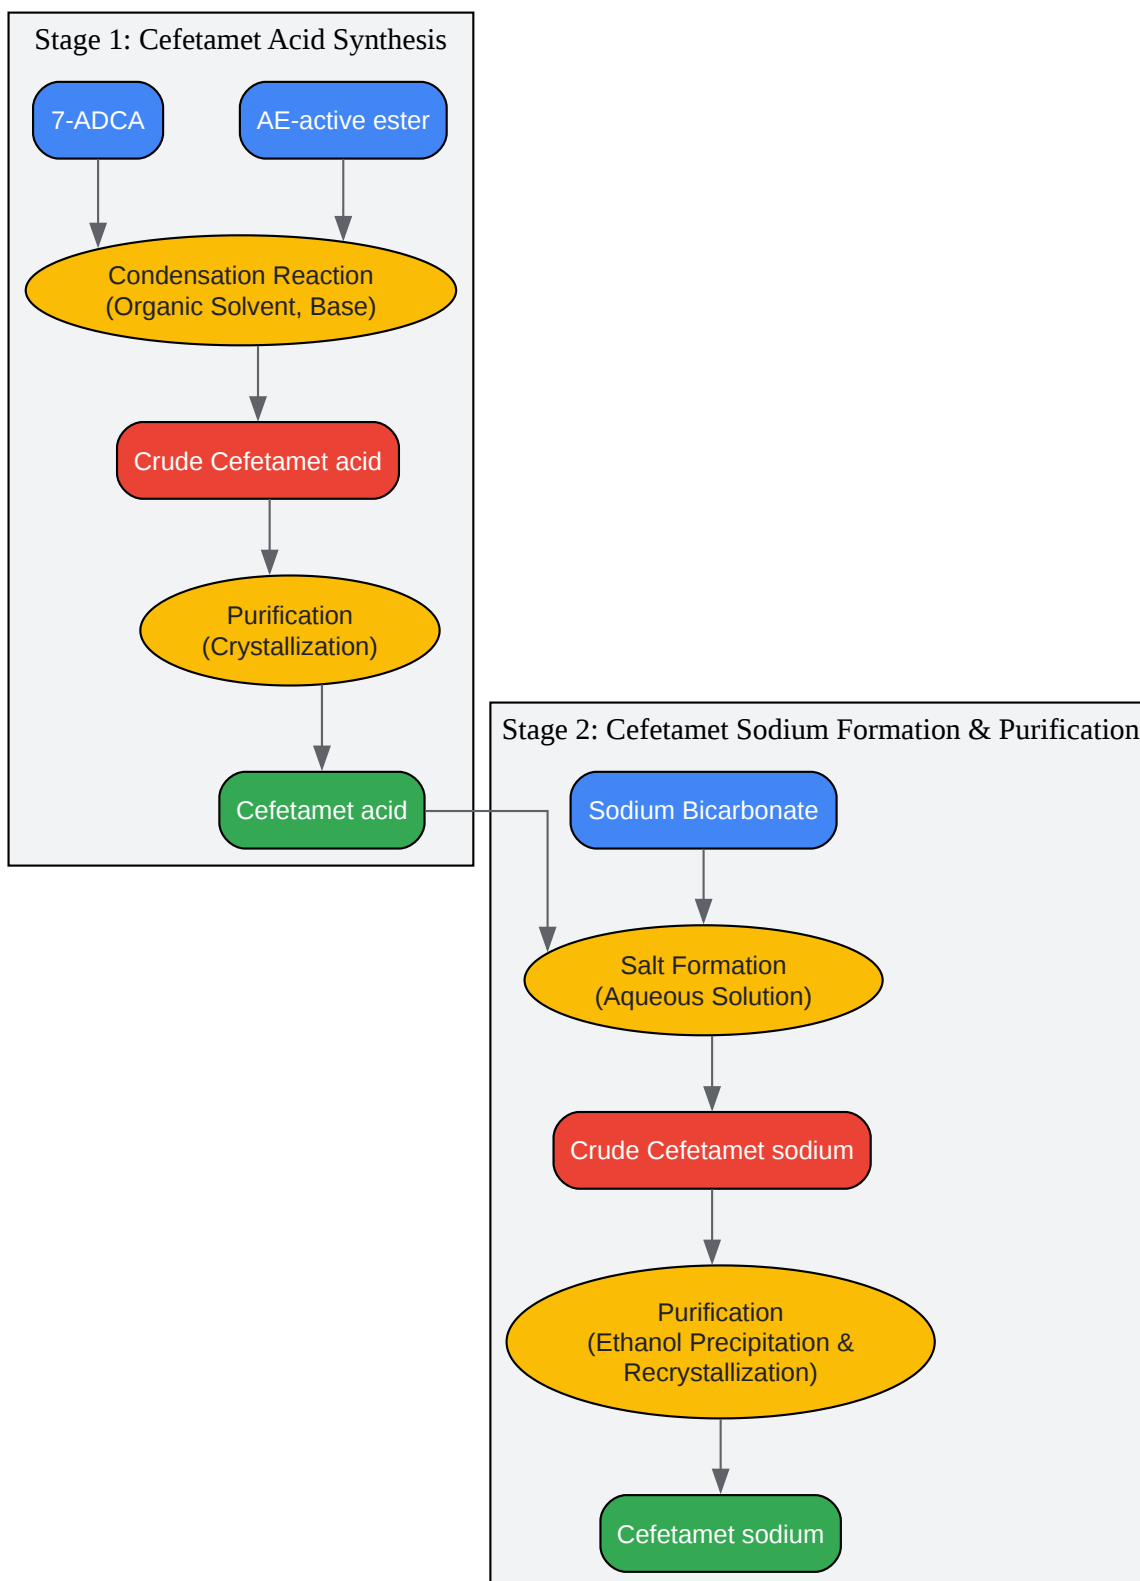 Stage 1: Cefetamet Acid Synthesis
7-ADCA
AE-active ester
Condensation Reaction
(Organic Solvent, Base)
Crude Cefetamet acid
Purification
(Crystallization)
Cefetamet acid
Stage 2: Cefetamet Sodium Formation & Purification
Sodium Bicarbonate
Salt Formation
(Aqueous Solution)
Crude Cefetamet sodium
Purification
(Ethanol Precipitation &
Recrystallization)
Cefetamet sodium